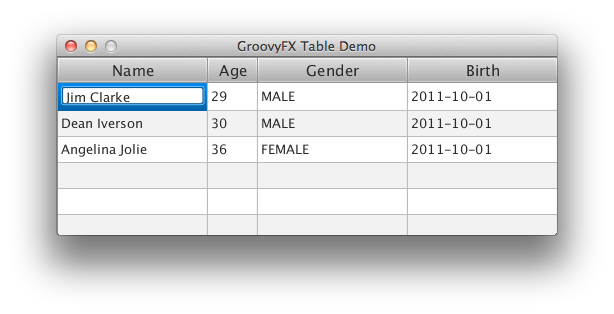 GroovyFX Table Demo
Name Age Gender Birth
Jim Clarke 29 MALE 2011-10-01
Dean Iverson 30 MALE 2011-10-01
Angelina Jolie 36 FEMALE 2011-10-01